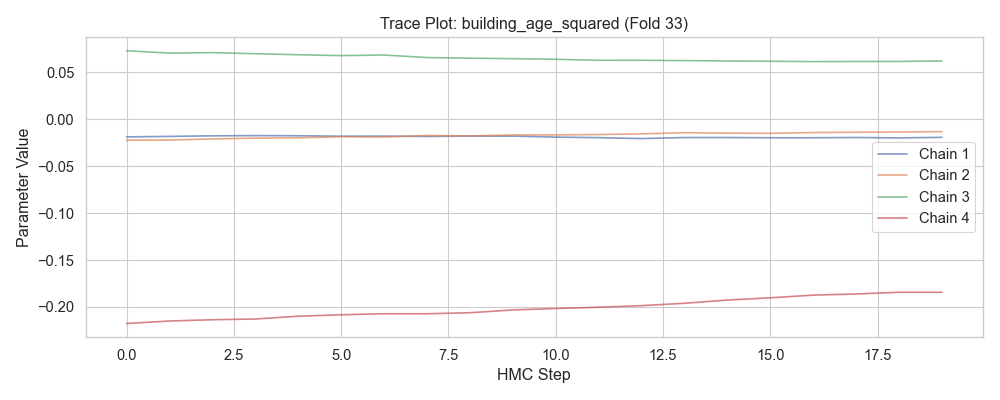 Trace Plot: building_age_squared (Fold 33)
Parameter Value
0.05
0.00
−0.05
−0.10
−0.15
−0.20
Chain 1
Chain 2
Chain 3
Chain 4
0.0 2.5 5.0 7.5 10.0 12.5 15.0 17.5
HMC Step